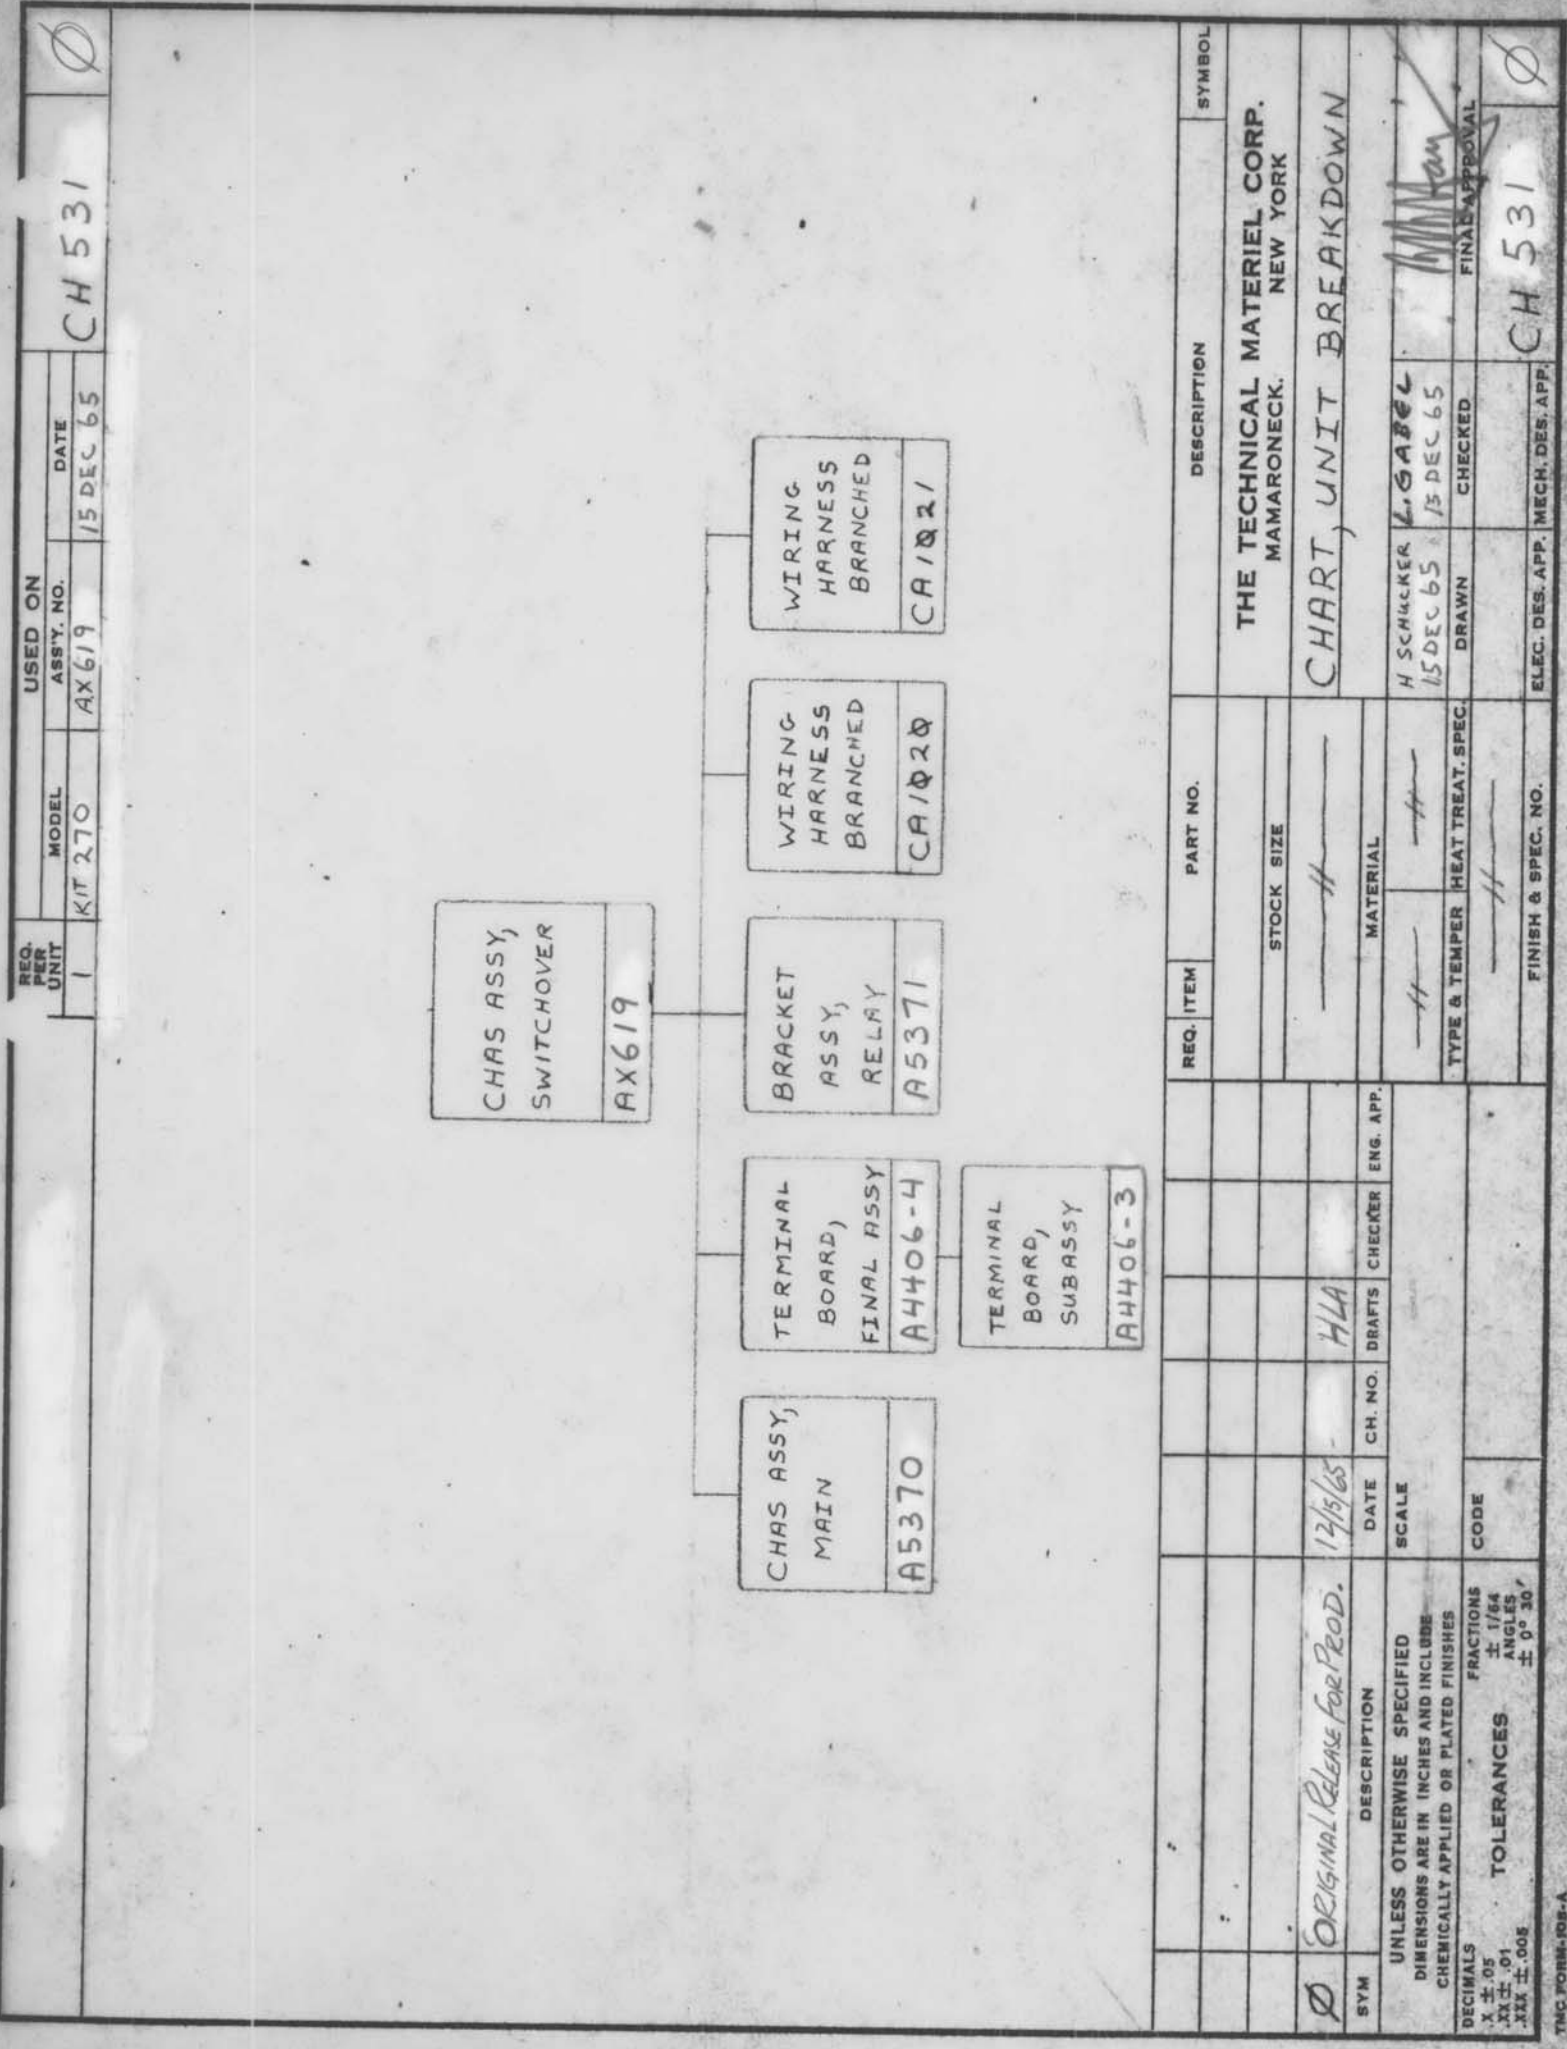 REQ.
PER
UNIT
USED ON
MODEL
ASS'Y. NO.
DATE
1
KIT 270
AX619
15 DEC 65
CH 531
Ø
CHAS ASSY,
SWITCHOVER
AX619
CHAS ASSY,
MAIN
A5370
TERMINAL
BOARD,
FINAL ASSY
A4406-4
BRACKET
ASSY,
RELAY
A5371
WIRING
HARNESS
BRANCHED
CA1Ø2Ø
WIRING
HARNESS
BRANCHED
CA1Ø21
TERMINAL
BOARD,
SUBASSY
A4406-3
Ø ORIGINAL RELEASE FOR PROD. 12/15/65 - HLA
SYM DESCRIPTION DATE CH. NO. DRAFTS CHECKER ENG. APP.
UNLESS OTHERWISE SPECIFIED
DIMENSIONS ARE IN INCHES AND INCLUDE
CHEMICALLY APPLIED OR PLATED FINISHES
SCALE
DECIMALS
.X ± .05
.XX ± .01
.XXX ± .005
TOLERANCES
FRACTIONS
± 1/64
ANGLES
± 0° 30'
CODE
REQ. ITEM PART NO. DESCRIPTION SYMBOL
STOCK SIZE
MATERIAL
TYPE & TEMPER HEAT TREAT. SPEC.
FINISH & SPEC. NO.
THE TECHNICAL MATERIEL CORP.
MAMARONECK. NEW YORK
CHART, UNIT BREAKDOWN
H SCHUCKER
15 DEC 65
DRAWN
L. GABEL
15 DEC 65
CHECKED
FINAL APPROVAL
ELEC. DES. APP. MECH. DES. APP.
CH 531
Ø
TMC FORM-108-A